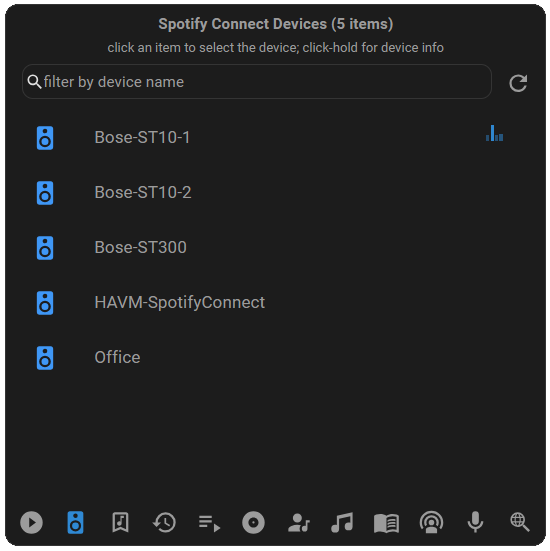 Spotify Connect Devices (5 items)
click an item to select the device; click-hold for device info
filter by device name
Bose-ST10-1
Bose-ST10-2
Bose-ST300
HAVM-SpotifyConnect
Office